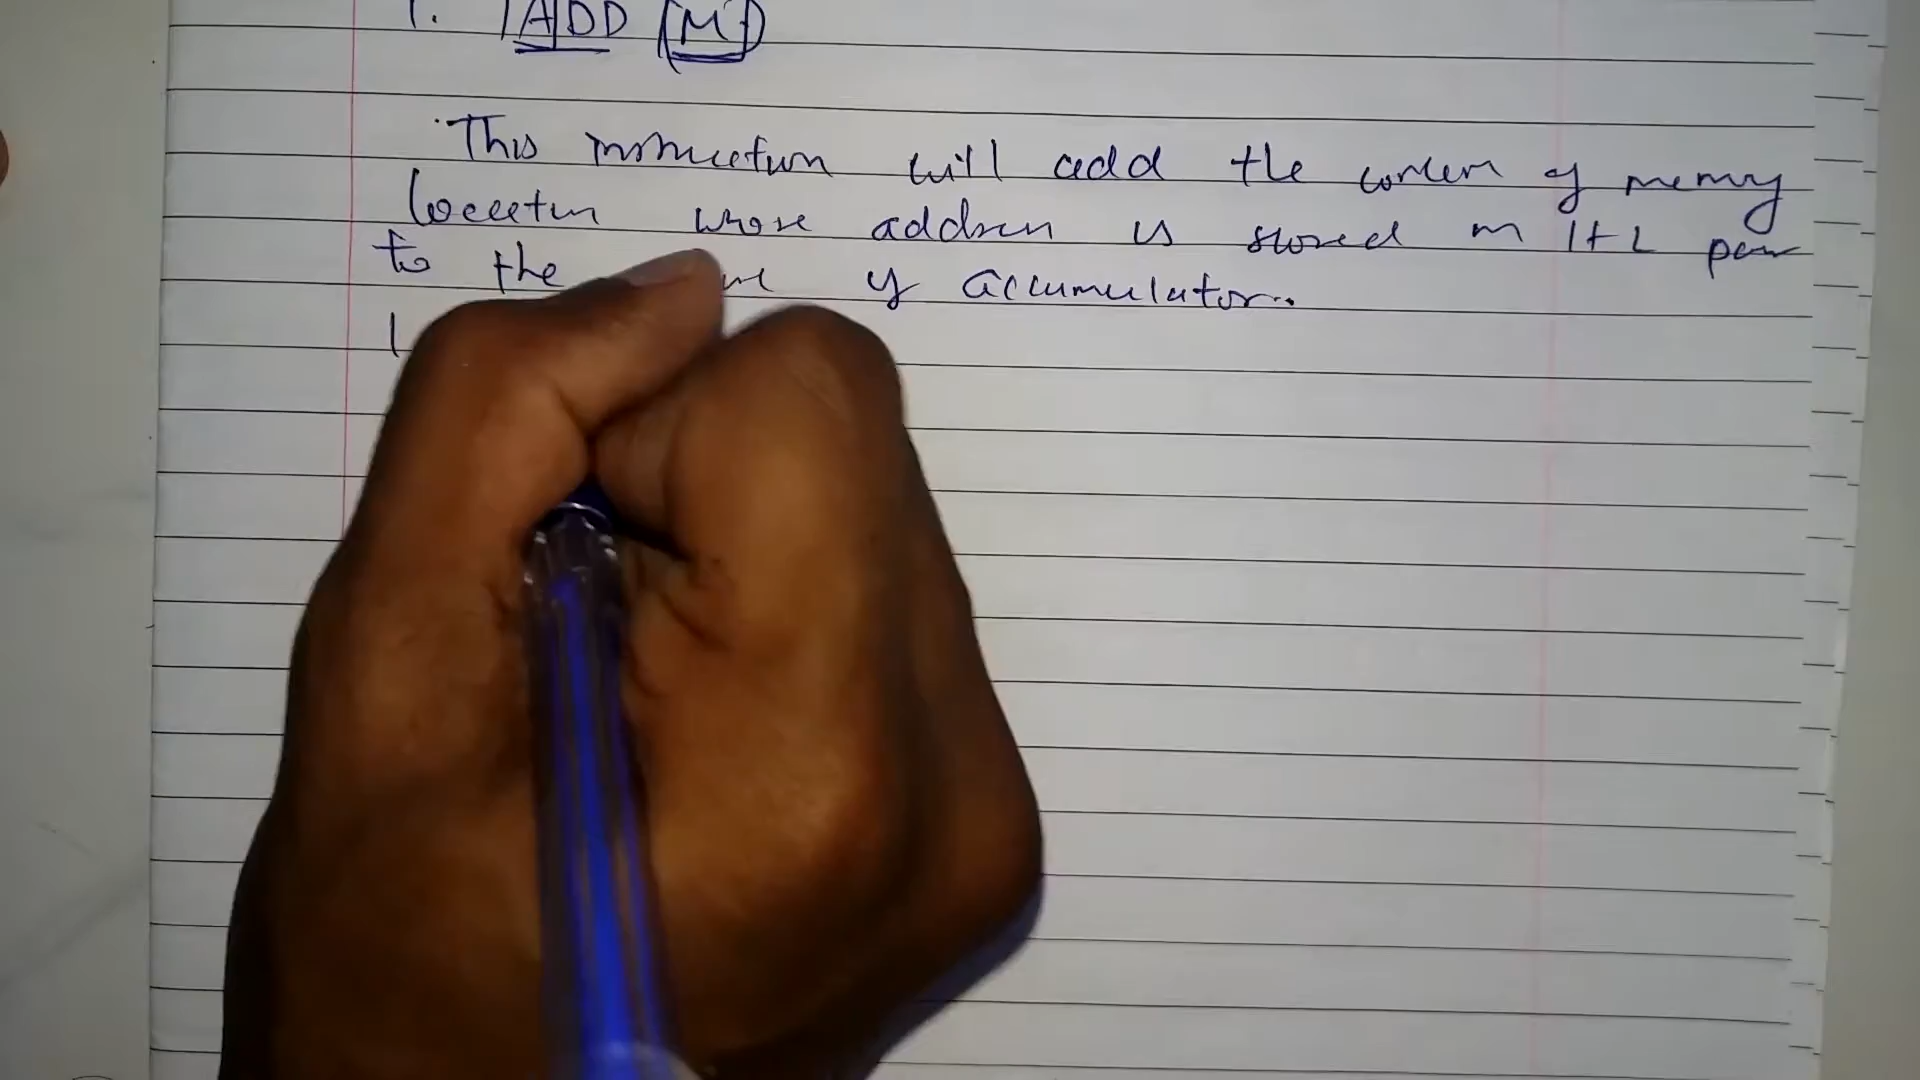 1. ADD (M)
This instruction will add the content of memory
location whose address is stored in HL pair
to the of accumulator.